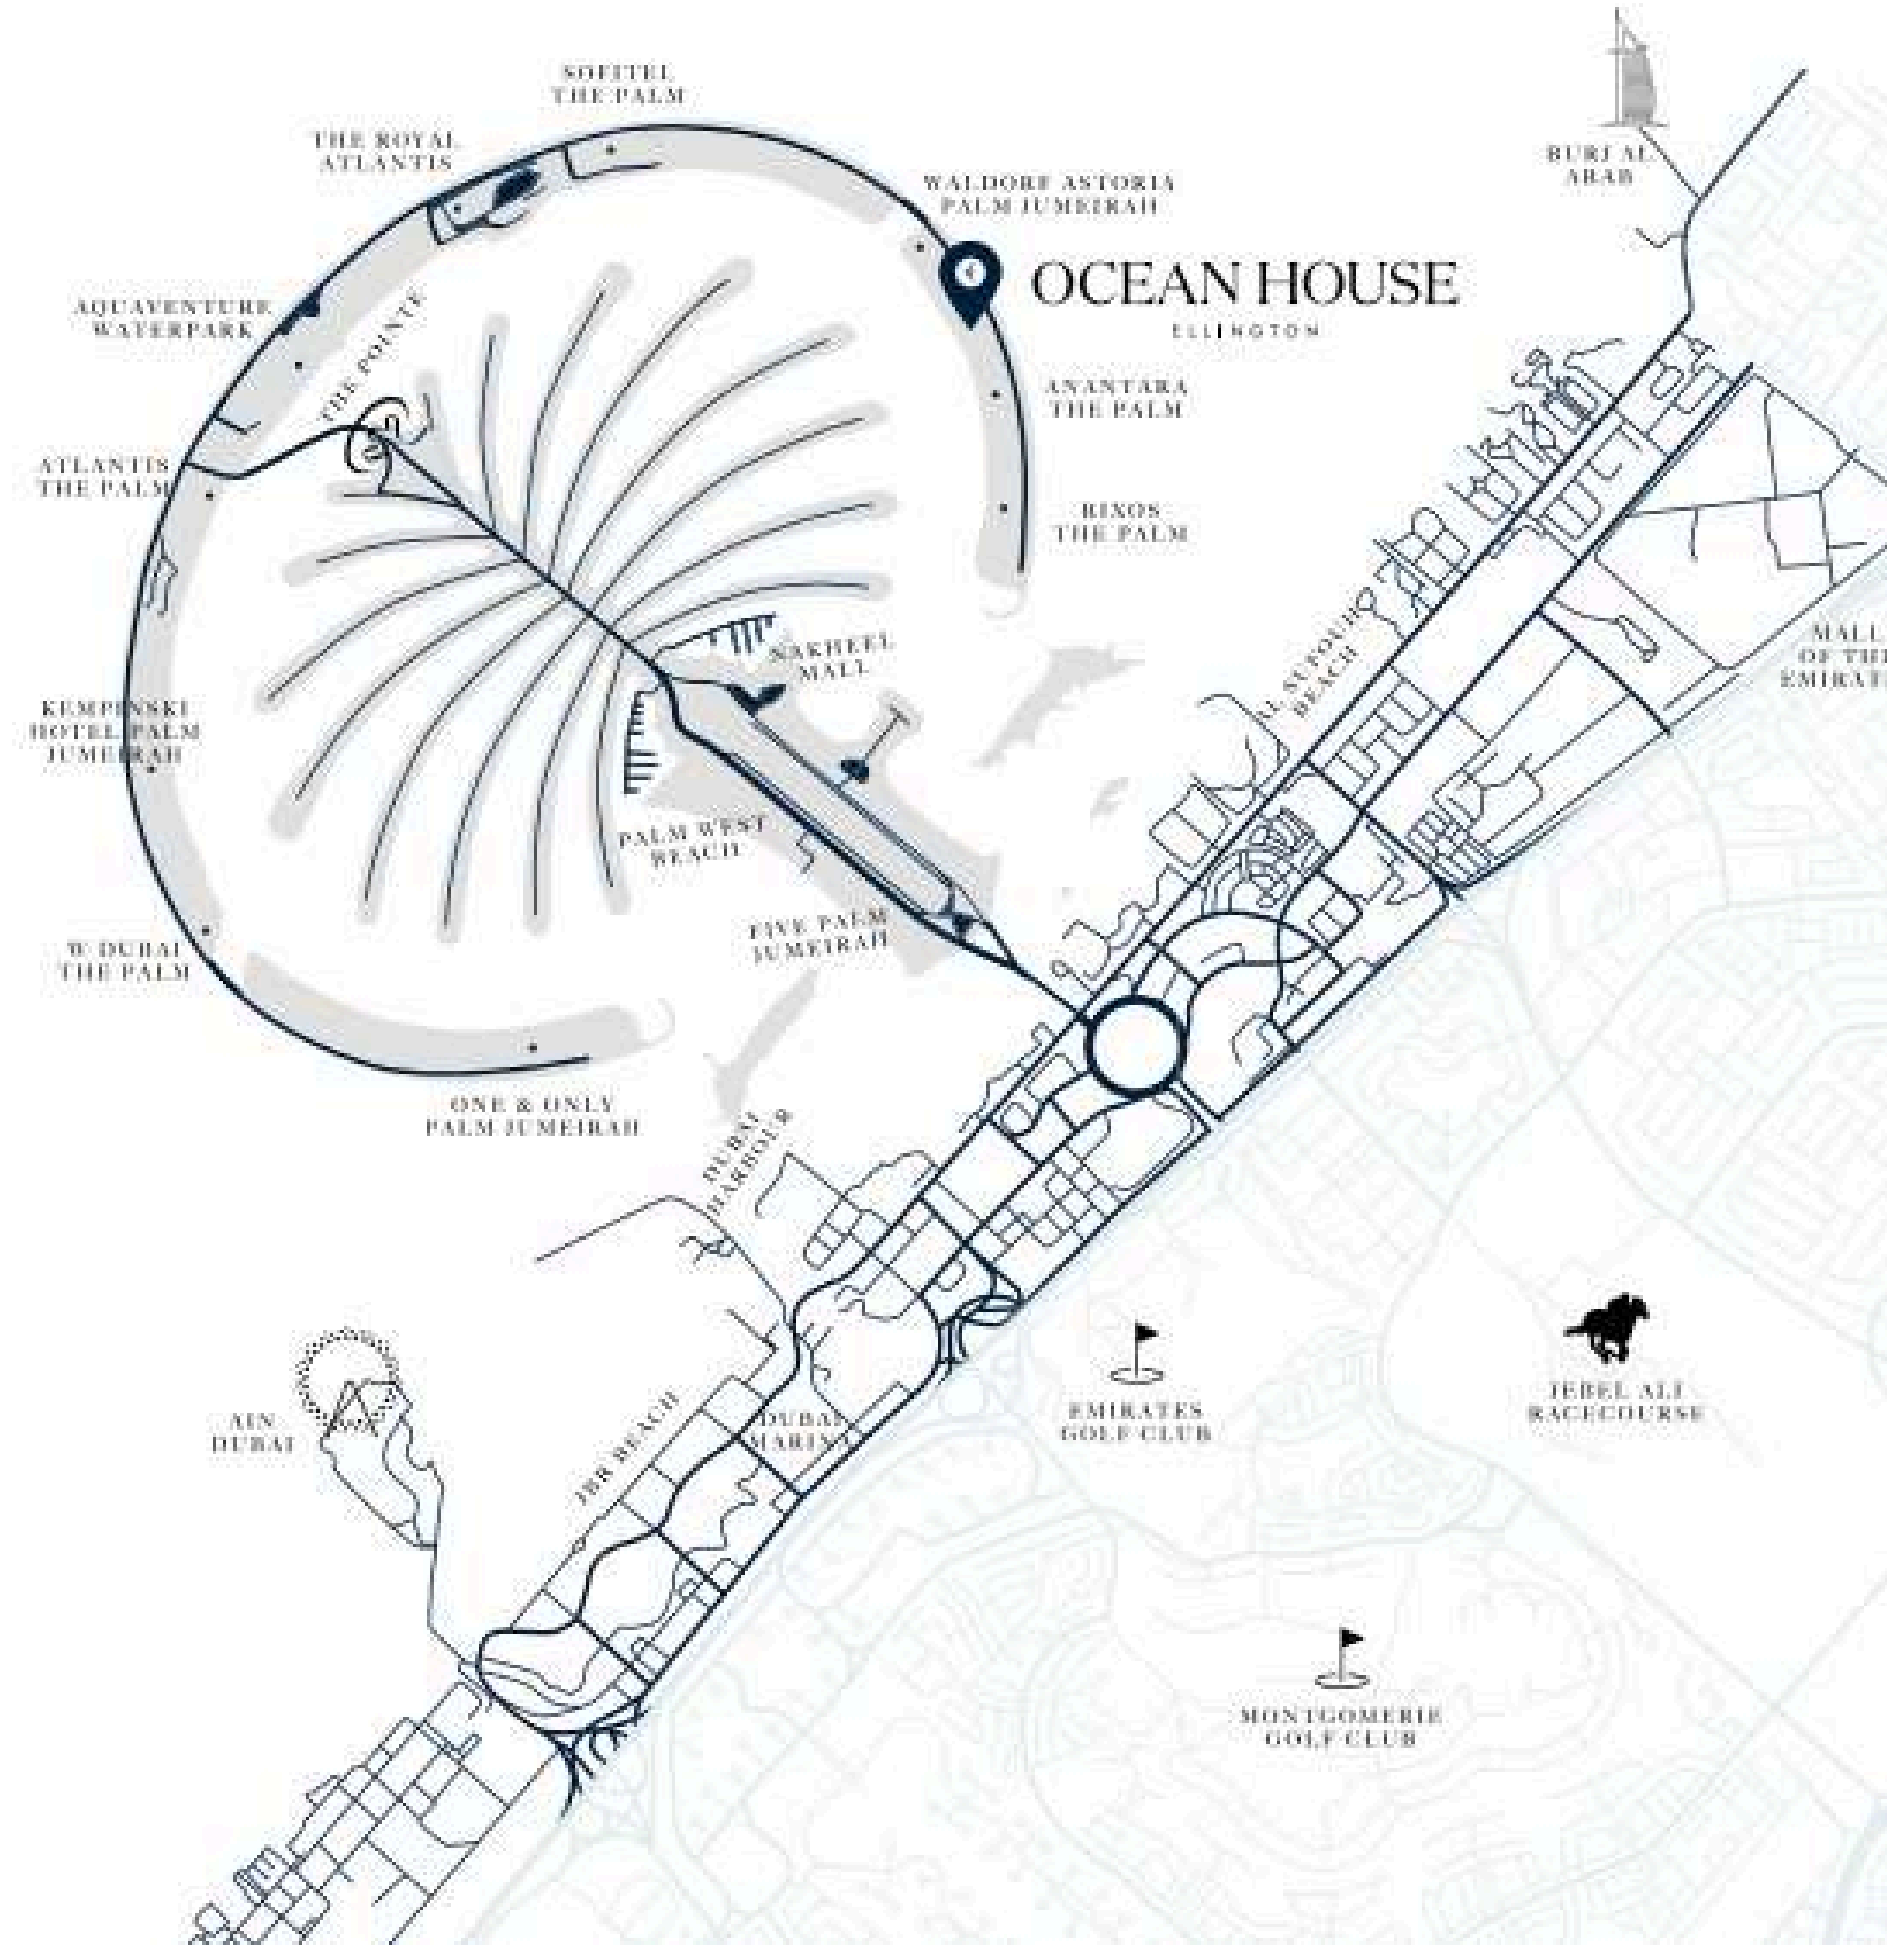 SOFITEL
THE PALM
THE ROYAL
ATLANTIS
BURJ AL
ARAB
WALDORF ASTORIA
PALM JUMEIRAH
OCEAN HOUSE
ELLINGTON
AQUAVENTURE
WATERPARK
THE POINTE
ANANTARA
THE PALM
ATLANTIS
THE PALM
RIXOS
THE PALM
AL SUFOUH
BEACH
MALL
OF THE
EMIRAT
NAKHEEL
MALL
KEMPINSKI
HOTEL PALM
JUMEIRAH
PALM WEST
BEACH
FIVE PALM
JUMEIRAH
W DUBAI
THE PALM
ONE & ONLY
PALM JUMEIRAH
DUBAI
HARBOUR
AIN
DUBAI
JBR BEACH
DUBAI
MARINA
EMIRATES
GOLF CLUB
JEBEL ALI
RACECOURSE
MONTGOMERIE
GOLF CLUB